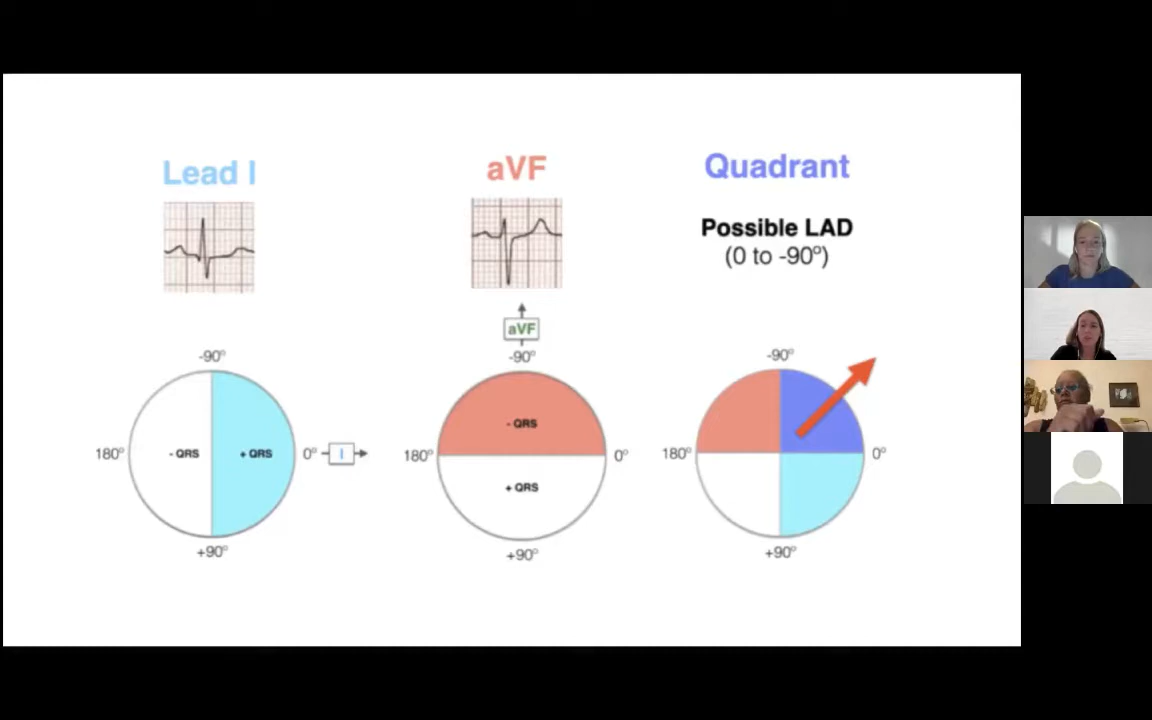 Lead I
aVF
Quadrant
Possible LAD
(0 to -90º)
aVF
-90º
-90º
-90º
180º
- QRS
+ QRS
0º
I
180º
- QRS
+ QRS
0º
180º
0º
+90º
+90º
+90º